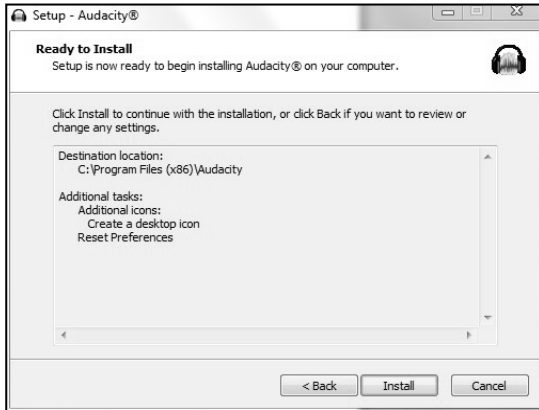 Setup - Audacity®
Ready to Install
Setup is now ready to begin installing Audacity® on your computer.
Click Install to continue with the installation, or click Back if you want to review or
change any settings.
Destination location:
C:\Program Files (x86)\Audacity
Additional tasks:
Additional icons:
Create a desktop icon
Reset Preferences
< Back Install Cancel